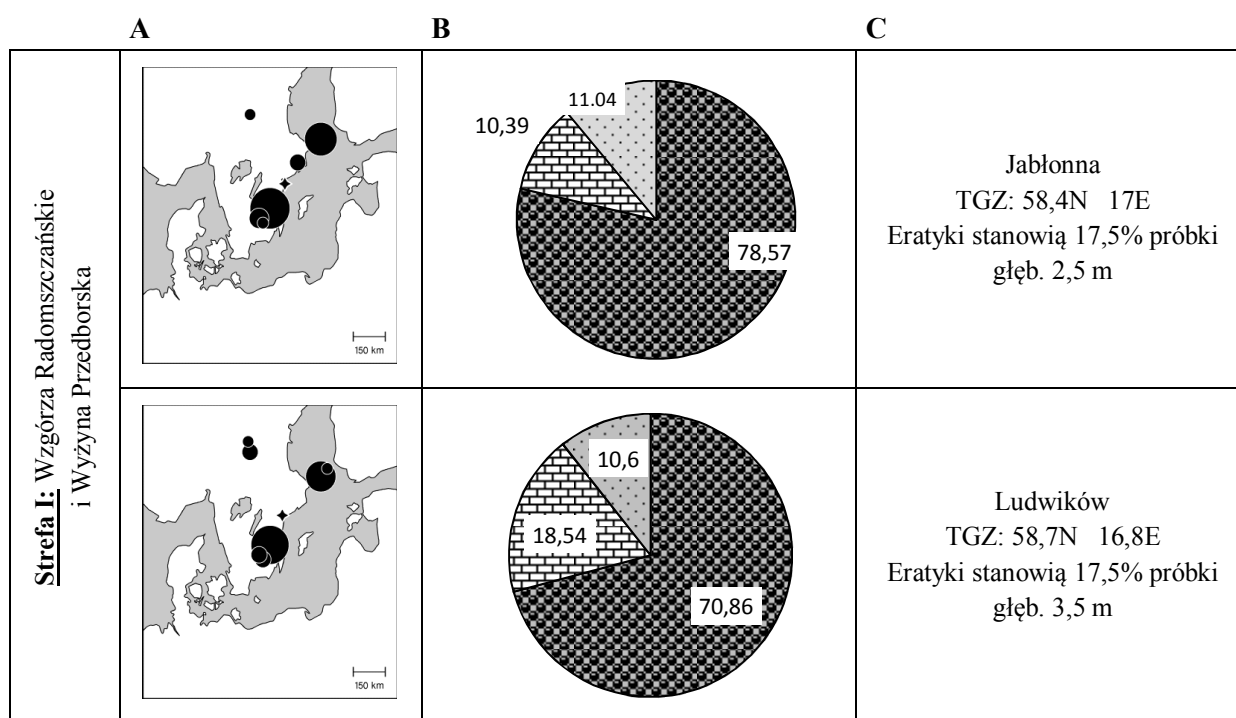 A
B
C
Strefa I: Wzgórza Radomszczańskie
i Wyżyna Przedborska
150 km
11.04
10,39
78,57
Jabłonna
TGZ: 58,4N 17E
Eratyki stanowią 17,5% próbki
głęb. 2,5 m
150 km
10,6
18,54
70,86
Ludwików
TGZ: 58,7N 16,8E
Eratyki stanowią 17,5% próbki
głęb. 3,5 m